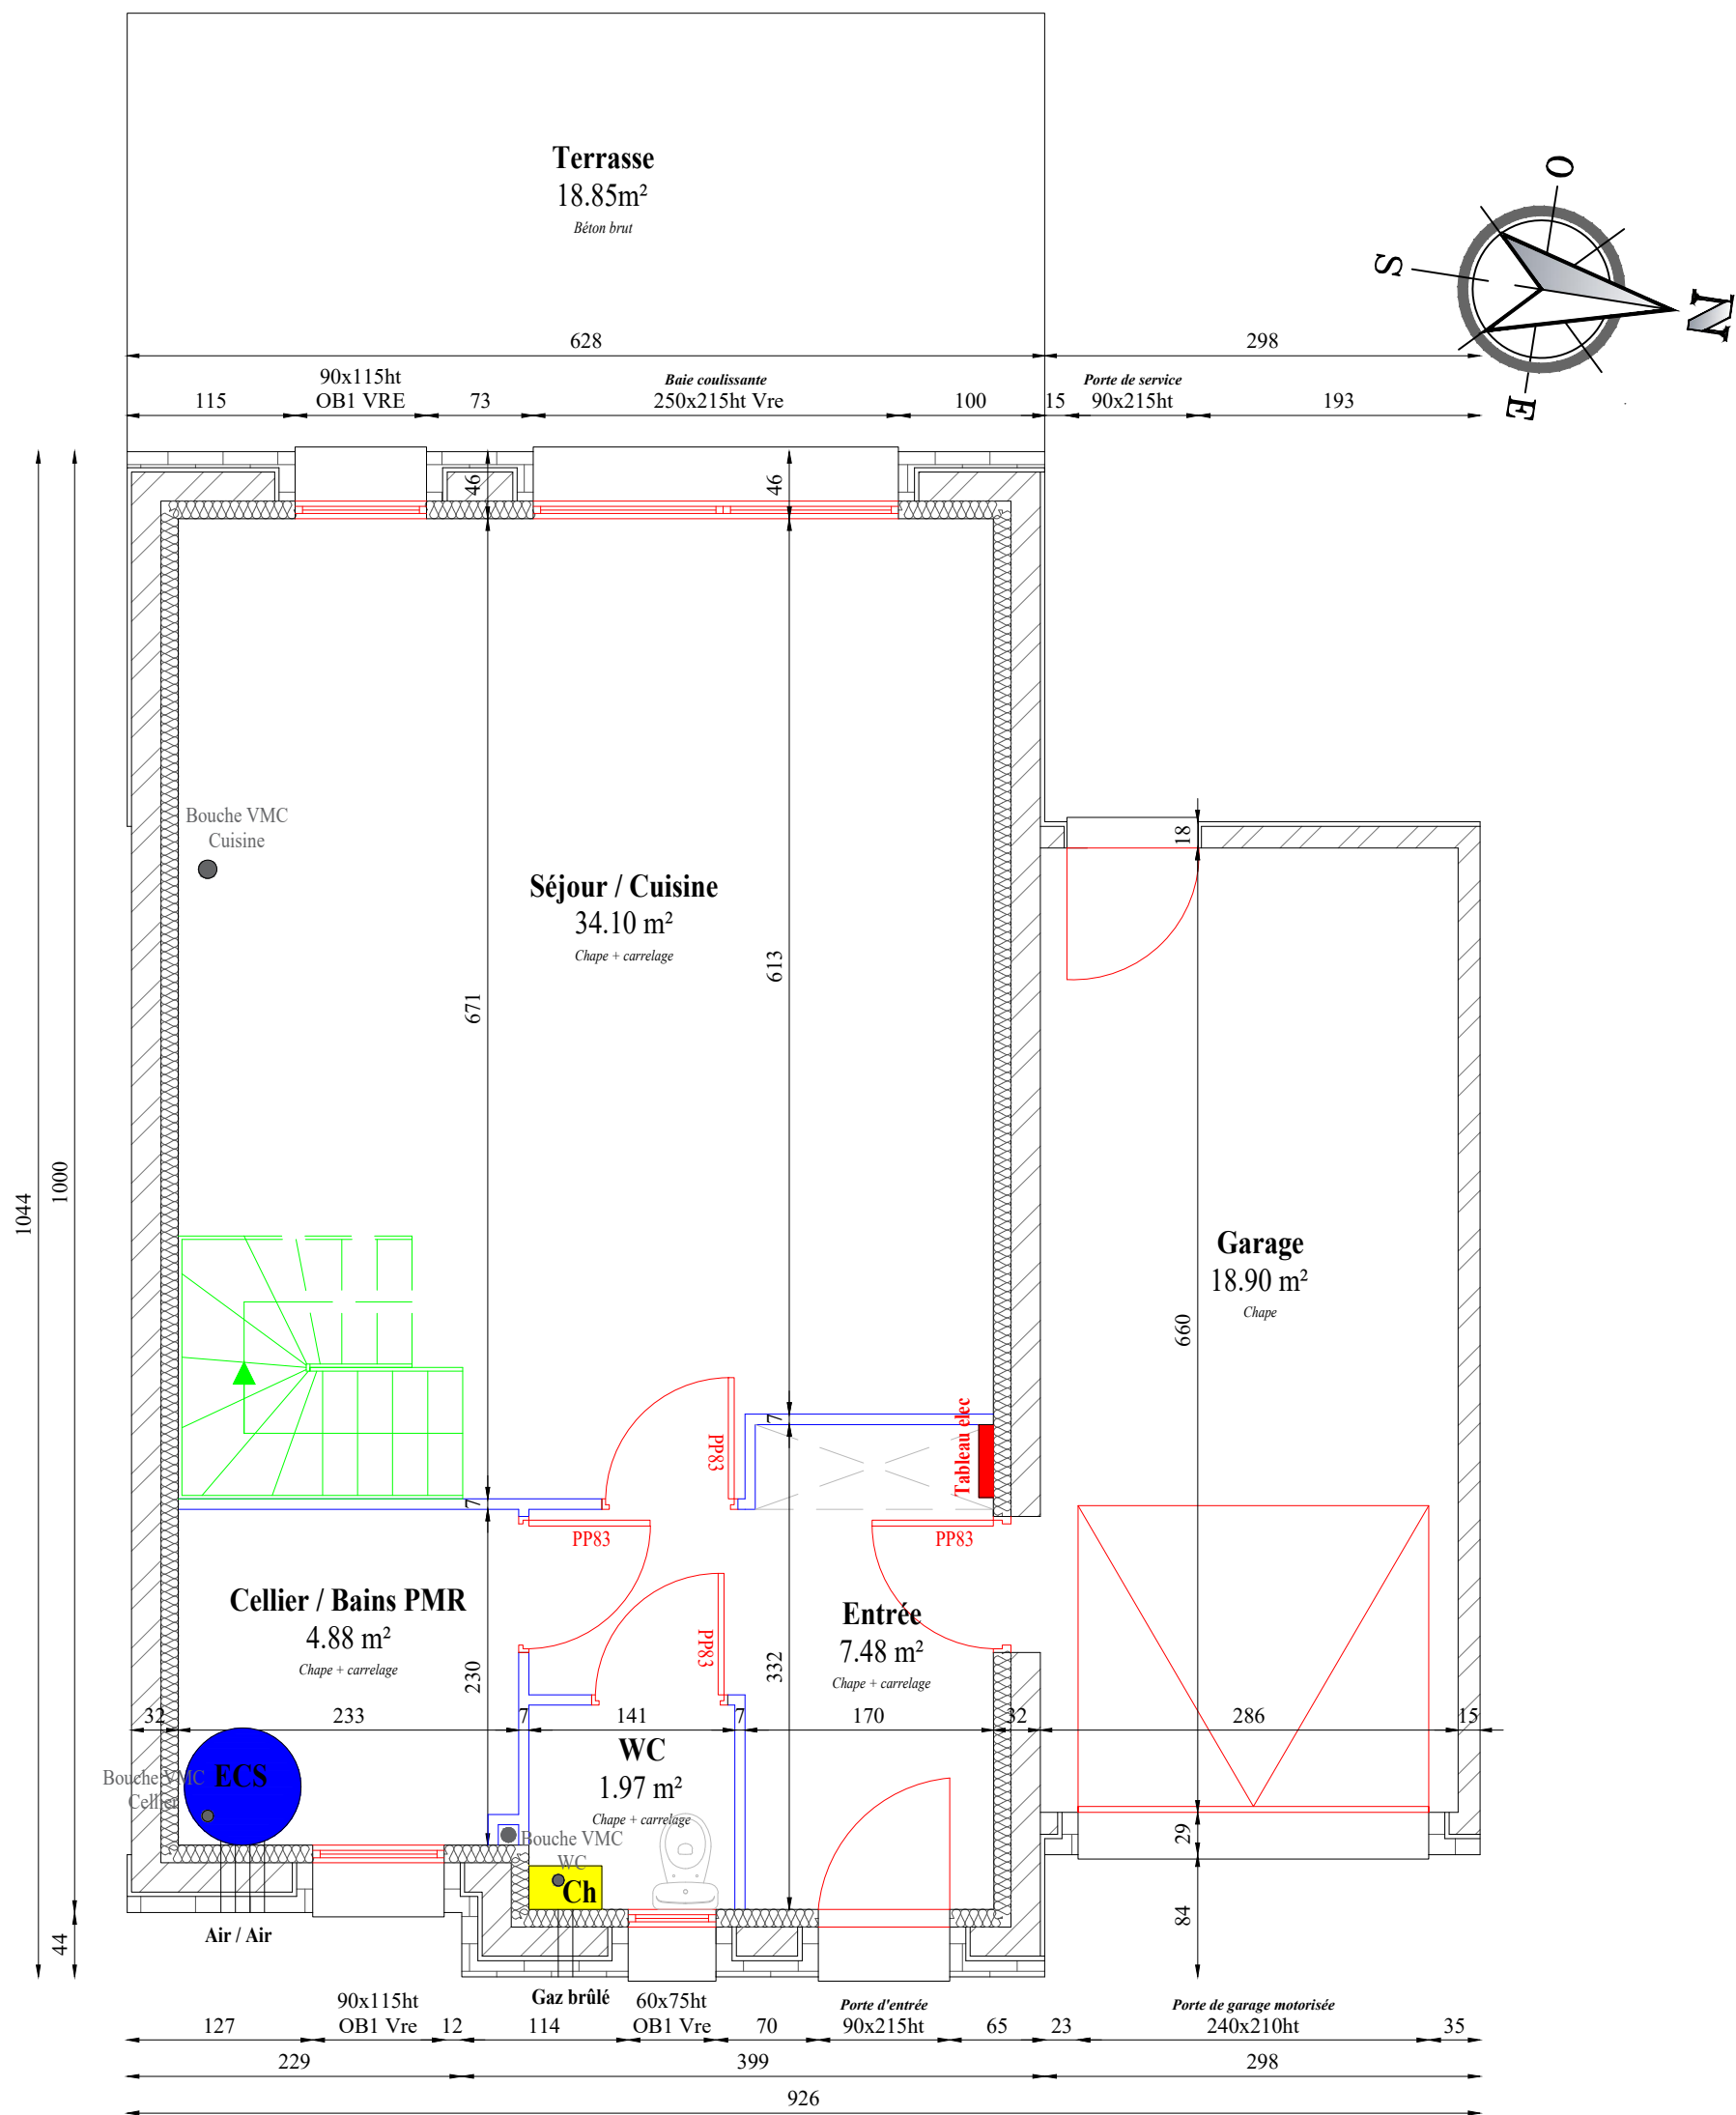 Terrasse
18.85m²
Béton brut
O
S
N
E
628
298
115
90x115ht
OB1 VRE
73
Baie coulissante
250x215ht Vre
100
15
Porte de service
90x215ht
193
46
46
18
Bouche VMC
Cuisine
Séjour / Cuisine
34.10 m²
Chape + carrelage
671
613
1044
1000
Garage
18.90 m²
Chape
660
7
7
PP83
Tableau elec
PP83
PP83
Cellier / Bains PMR
4.88 m²
Chape + carrelage
230
PP83
332
Entrée
7.48 m²
Chape + carrelage
32
233
7
141
7
170
32
286
15
WC
1.97 m²
Chape + carrelage
ECS
Bouche VMC
Cellier
Bouche VMC
WC
Ch
29
84
44
Air / Air
Gaz brûlé
127
90x115ht
OB1 Vre
12
114
60x75ht
OB1 Vre
70
Porte d'entrée
90x215ht
65
23
Porte de garage motorisée
240x210ht
35
229
399
298
926